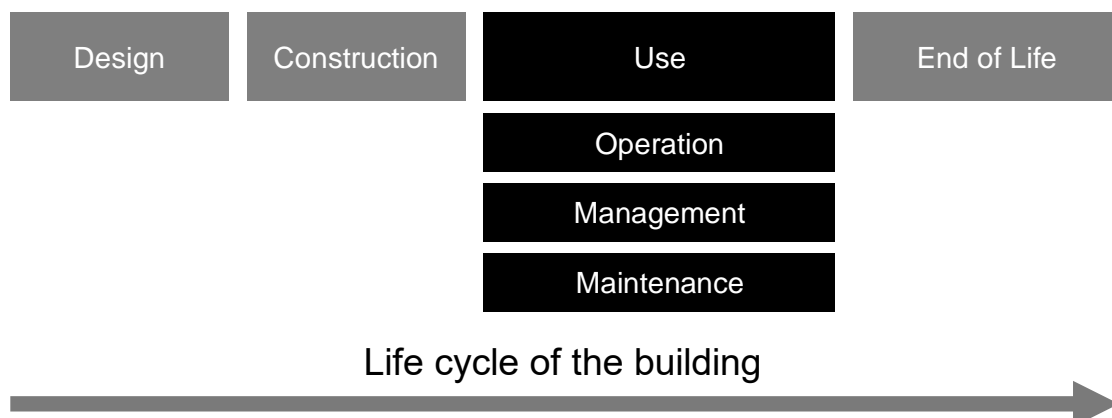 Design
Construction
Use
End of Life
Operation
Management
Maintenance
Life cycle of the building